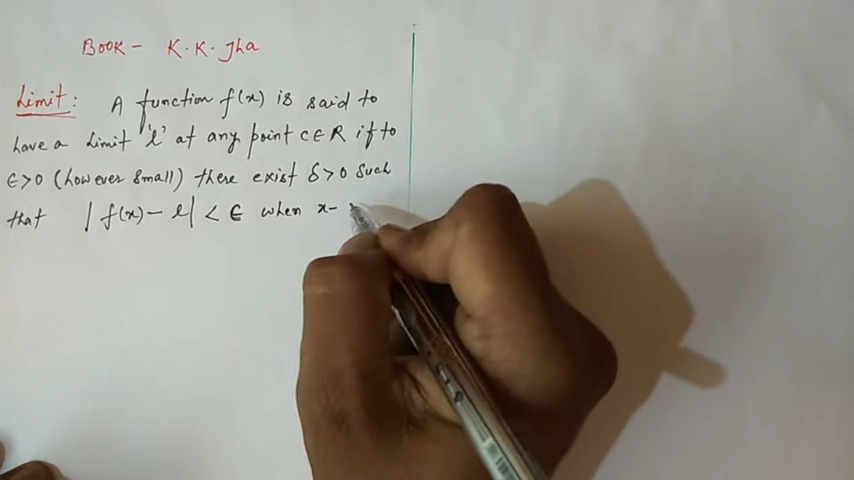 Book - K.K. Jha
Limit: A function f(x) is said to
have a Limit 'l' at any point c∈R if to
∈>0 (however small) there exist δ>0 such
that |f(x) - l| < ∈ when x-